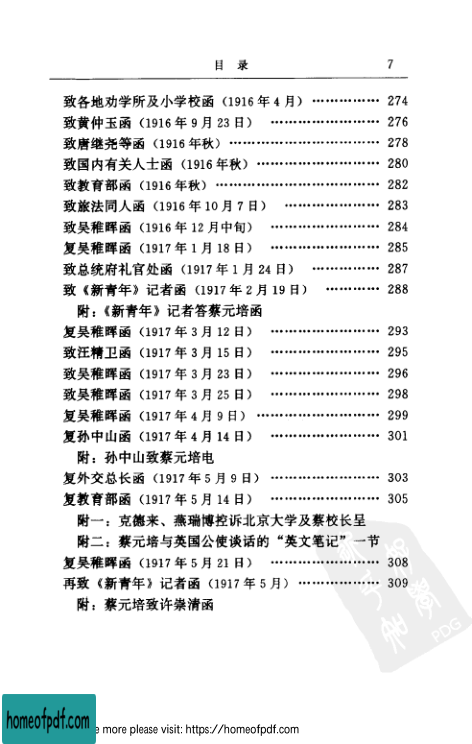 目 录 7
致各地劝学所及小学校函（1916 年 4 月） …………… 274
致黄仲玉函（1916 年 9 月 23 日） ………………… 276
致唐继尧等函（1916 年秋）………………………… 278
致国内有关人士函（1916 年秋）…………………… 280
致教育部函（1916 年秋）…………………………… 282
致旅法同人函（1916 年 10 月 7 日） ……………… 283
致吴稚晖函（1916 年 12 月中旬） ………………… 284
复吴稚晖函（1917 年 1 月 18 日） ………………… 285
致总统府礼官处函（1917 年 1 月 24 日） ………… 287
致《新青年》记者函（1917 年 2 月 19 日） ………… 288
附：《新青年》记者答蔡元培函
复吴稚晖函（1917 年 3 月 12 日） ………………… 293
致汪精卫函（1917 年 3 月 15 日） ………………… 295
致吴稚晖函（1917 年 3 月 23 日） ………………… 296
致吴稚晖函（1917 年 3 月 25 日） ………………… 298
复吴稚晖函（1917 年 4 月 9 日）…………………… 299
复孙中山函（1917 年 4 月 14 日） ………………… 301
附：孙中山致蔡元培电
复外交总长函（1917 年 5 月 9 日） ………………… 303
复教育部函（1917 年 5 月 14 日） ………………… 305
附一：克德来、燕瑞博控诉北京大学及蔡校长呈
附二：蔡元培与英国公使谈话的“英文笔记”一节
复吴稚晖函（1917 年 5 月 21 日） ………………… 308
再致《新青年》记者函（1917 年 5 月）……………… 309
附：蔡元培致许崇清函
PDG
homeofpdf.com
e more please visit: https://homeofpdf.com